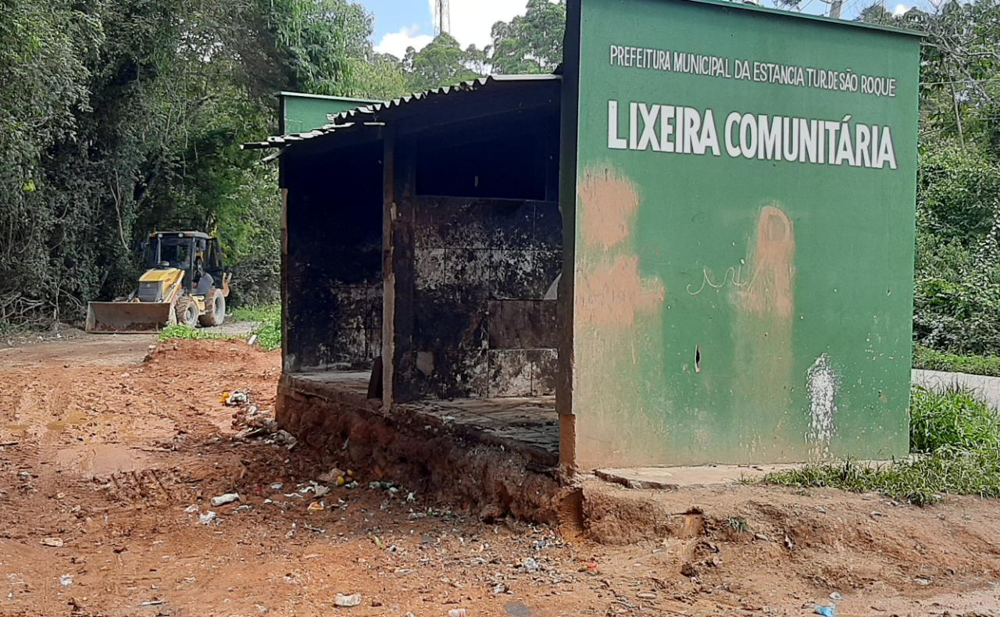 PREFEITURA MUNICIPAL DA ESTANCIA TUR.DE SÃO ROQUE
LIXEIRA COMUNITÁRIA